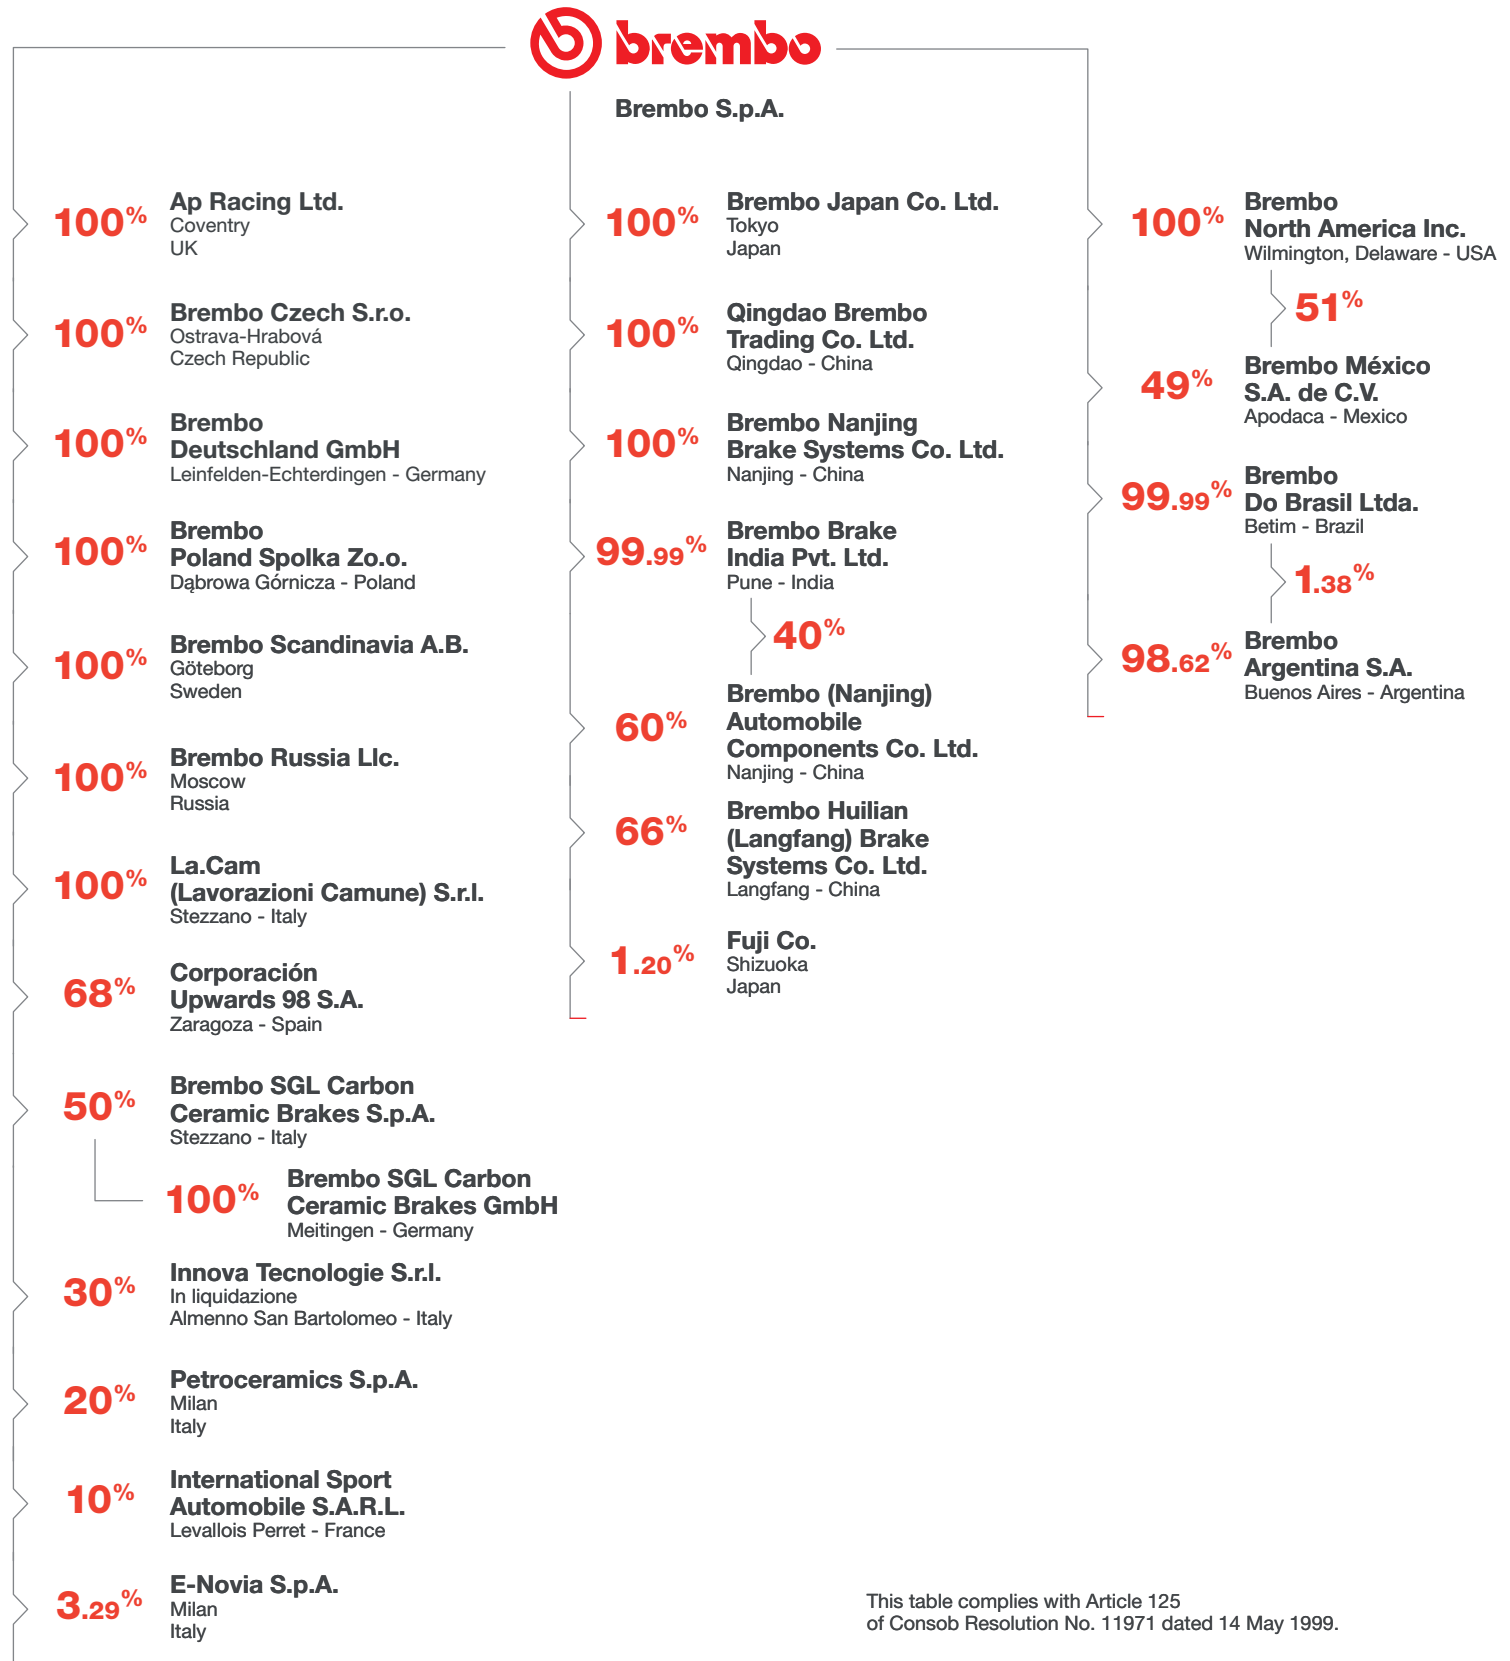 brembo
Brembo S.p.A.
100%
Ap Racing Ltd.
Coventry
UK
100%
Brembo Czech S.r.o.
Ostrava-Hrabová
Czech Republic
100%
Brembo
Deutschland GmbH
Leinfelden-Echterdingen - Germany
100%
Brembo
Poland Spolka Zo.o.
Dąbrowa Górnicza - Poland
100%
Brembo Scandinavia A.B.
Göteborg
Sweden
100%
Brembo Russia Llc.
Moscow
Russia
100%
La.Cam
(Lavorazioni Camune) S.r.l.
Stezzano - Italy
68%
Corporación
Upwards 98 S.A.
Zaragoza - Spain
50%
Brembo SGL Carbon
Ceramic Brakes S.p.A.
Stezzano - Italy
100%
Brembo SGL Carbon
Ceramic Brakes GmbH
Meitingen - Germany
30%
Innova Tecnologie S.r.l.
In liquidazione
Almenno San Bartolomeo - Italy
20%
Petroceramics S.p.A.
Milan
Italy
10%
International Sport
Automobile S.A.R.L.
Levallois Perret - France
3.29%
E-Novia S.p.A.
Milan
Italy
100%
Brembo Japan Co. Ltd.
Tokyo
Japan
100%
Qingdao Brembo
Trading Co. Ltd.
Qingdao - China
100%
Brembo Nanjing
Brake Systems Co. Ltd.
Nanjing - China
99.99%
Brembo Brake
India Pvt. Ltd.
Pune - India
40%
60%
Brembo (Nanjing)
Automobile
Components Co. Ltd.
Nanjing - China
66%
Brembo Huilian
(Langfang) Brake
Systems Co. Ltd.
Langfang - China
1.20%
Fuji Co.
Shizuoka
Japan
100%
Brembo
North America Inc.
Wilmington, Delaware - USA
51%
49%
Brembo México
S.A. de C.V.
Apodaca - Mexico
99.99%
Brembo
Do Brasil Ltda.
Betim - Brazil
1.38%
98.62%
Brembo
Argentina S.A.
Buenos Aires - Argentina
This table complies with Article 125
of Consob Resolution No. 11971 dated 14 May 1999.